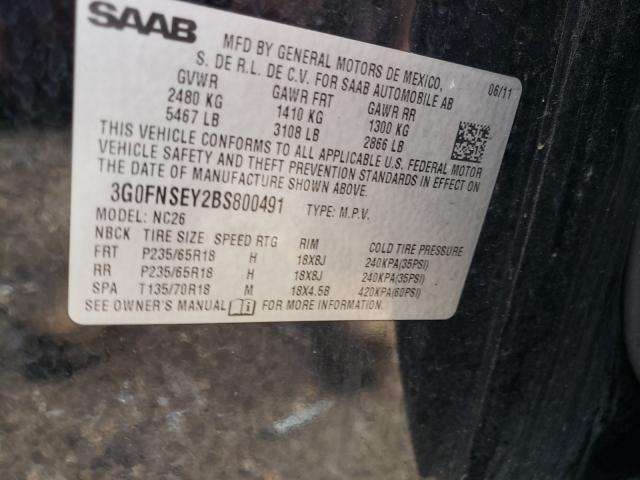 SAAB
MFD BY GENERAL MOTORS DE MEXICO,
S. DE R.L. DE C.V. FOR SAAB AUTOMOBILE AB
06/11
GVWR GAWR FRT GAWR RR
2480 KG 1410 KG 1300 KG
5467 LB 3108 LB 2866 LB
THIS VEHICLE CONFORMS TO ALL APPLICABLE U.S. FEDERAL MOTOR
VEHICLE SAFETY AND THEFT PREVENTION STANDARDS IN EFFECT ON
THE DATE OF MANUFACTURE SHOWN ABOVE.
3G0FNSEY2BS800491 TYPE: M.P.V.
MODEL: NC26
NBCK TIRE SIZE SPEED RTG RIM COLD TIRE PRESSURE
FRT P235/65R18 H 18X8J 240KPA(35PSI)
RR P235/65R18 H 18X8J 240KPA(35PSI)
SPA T135/70R18 M 18X4.5B 420KPA(60PSI)
SEE OWNER'S MANUAL FOR MORE INFORMATION.